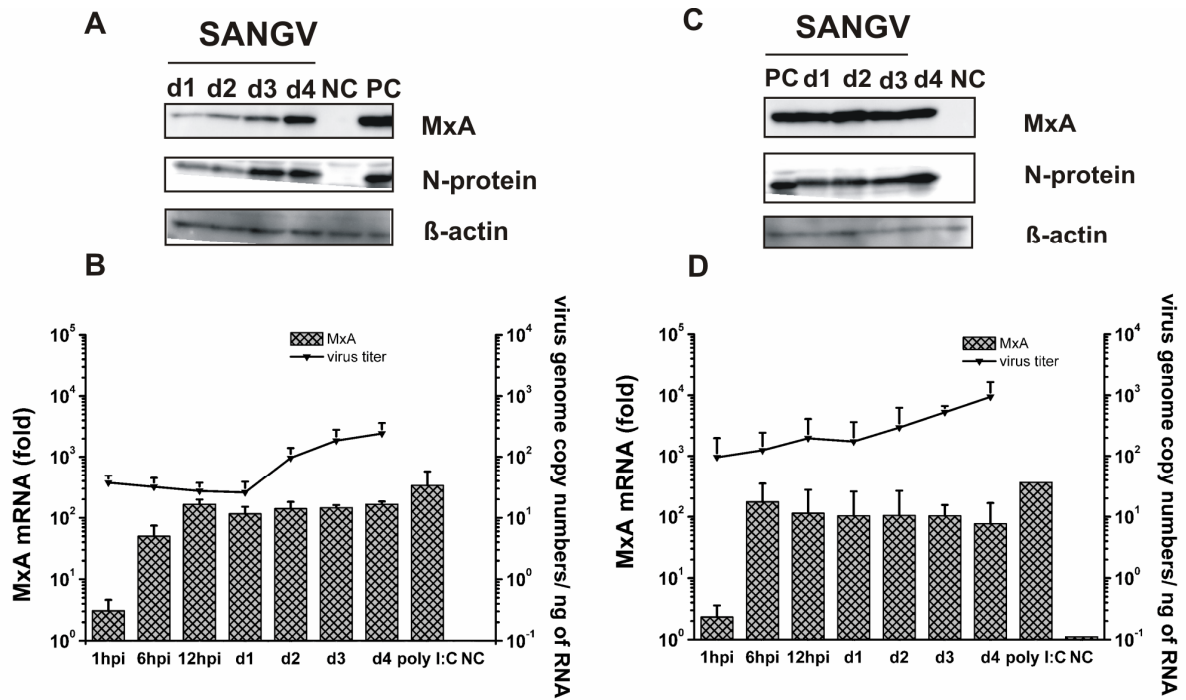 A
SANGV
d1 d2 d3 d4 NC PC
MxA
N-protein
ß-actin
B
MxA mRNA (fold)
10^5
10^4
10^3
10^2
10^1
10^0
MxA
virus titer
virus genome copy numbers/ ng of RNA
10^4
10^3
10^2
10^1
10^0
10^-1
1hpi 6hpi 12hpi d1 d2 d3 d4 poly I:C NC
C
SANGV
PC d1 d2 d3 d4 NC
MxA
N-protein
ß-actin
D
MxA mRNA (fold)
10^5
10^4
10^3
10^2
10^1
10^0
MxA
virus titer
virus genome copy numbers/ ng of RNA
10^4
10^3
10^2
10^1
10^0
10^-1
1hpi 6hpi 12hpi d1 d2 d3 d4 poly I:C NC